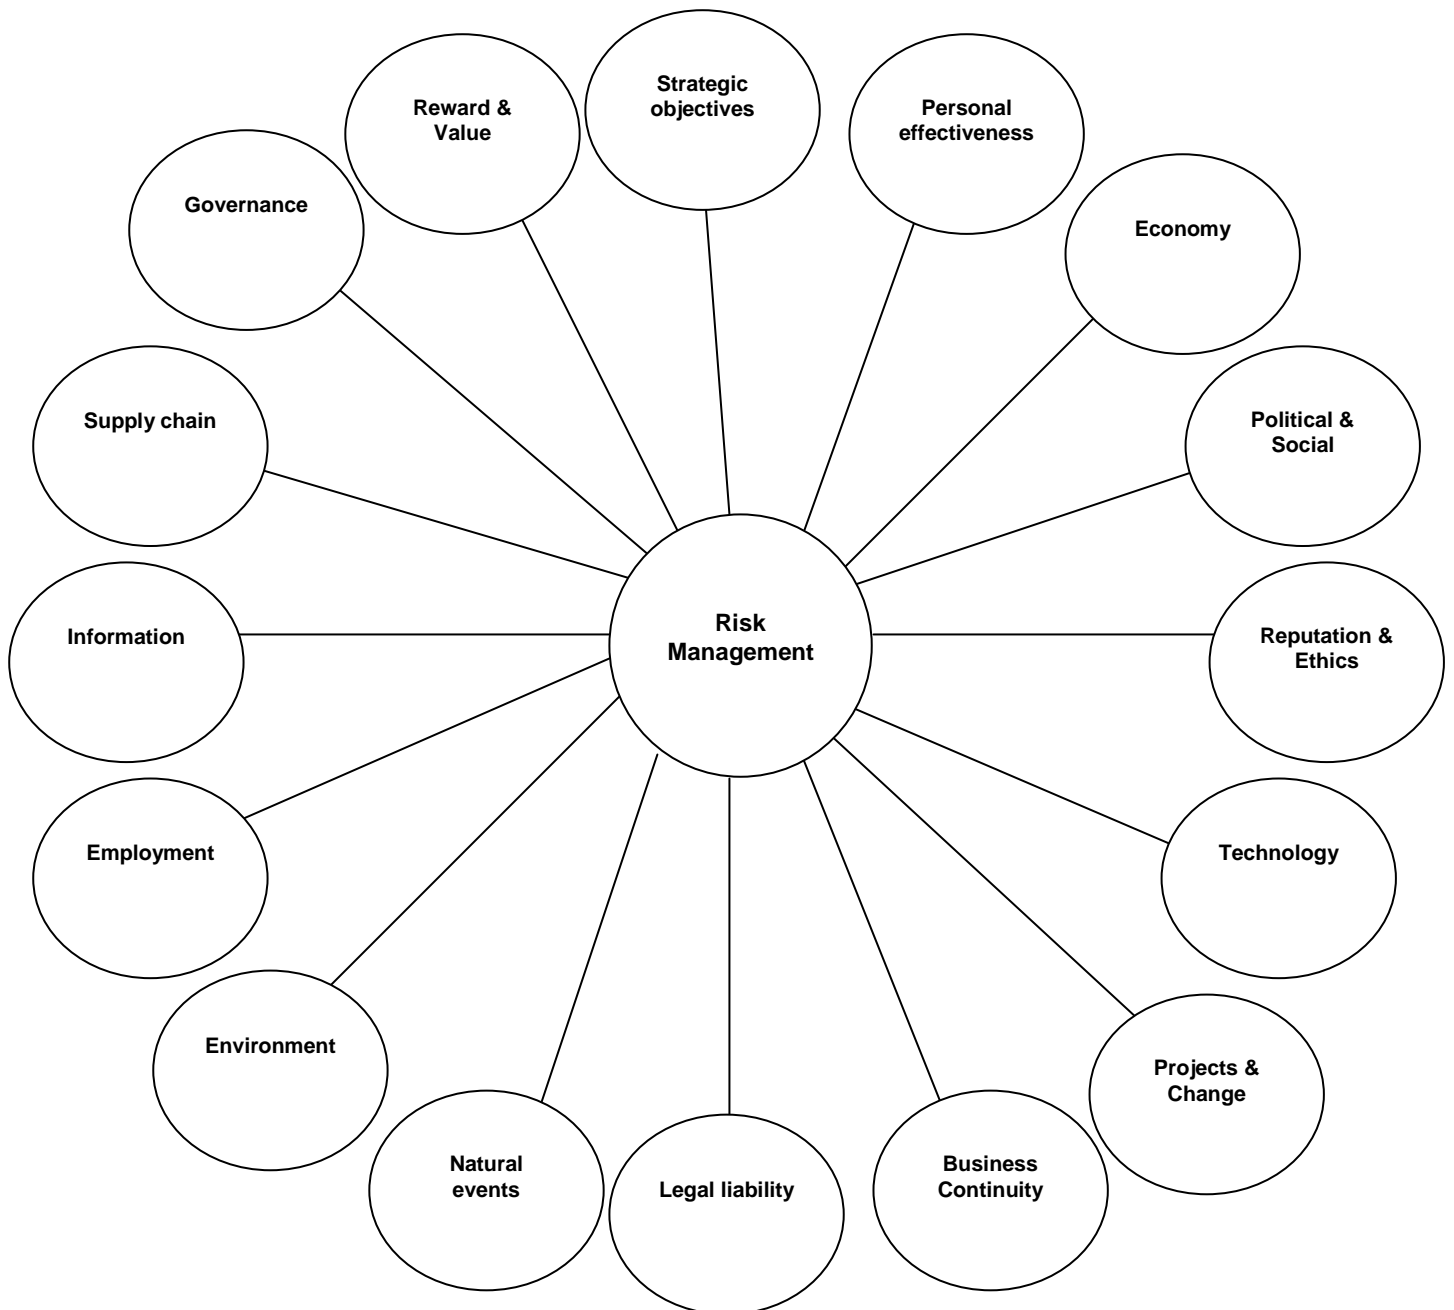 Strategic
objectives
Reward &
Value
Personal
effectiveness
Governance
Economy
Supply chain
Political &
Social
Risk
Management
Information
Reputation &
Ethics
Employment
Technology
Environment
Projects &
Change
Natural
events
Legal liability
Business
Continuity